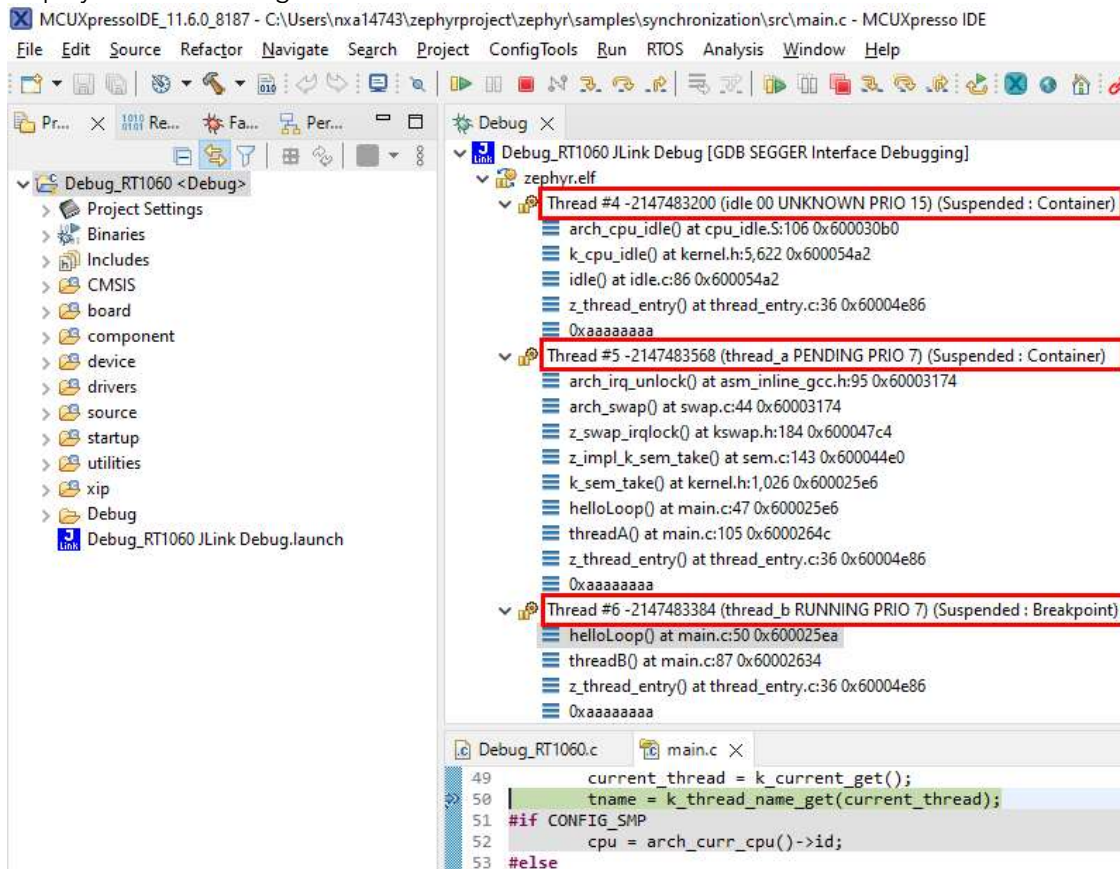 MCUXpressoIDE_11.6.0_8187 - C:\Users\nxa14743\zephyrproject\zephyr\samples\synchronization\src\main.c - MCUXpresso IDE
File Edit Source Refactor Navigate Search Project ConfigTools Run RTOS Analysis Window Help
Pr... Re... Fa... Per...
Debug
Debug_RT1060 <Debug>
Project Settings
Binaries
Includes
CMSIS
board
component
device
drivers
source
startup
utilities
xip
Debug
Debug_RT1060 JLink Debug.launch
Debug_RT1060 JLink Debug [GDB SEGGER Interface Debugging]
zephyr.elf
Thread #4 -2147483200 (idle 00 UNKNOWN PRIO 15) (Suspended : Container)
arch_cpu_idle() at cpu_idle.S:106 0x600030b0
k_cpu_idle() at kernel.h:5,622 0x600054a2
idle() at idle.c:86 0x600054a2
z_thread_entry() at thread_entry.c:36 0x60004e86
0xaaaaaaaa
Thread #5 -2147483568 (thread_a PENDING PRIO 7) (Suspended : Container)
arch_irq_unlock() at asm_inline_gcc.h:95 0x60003174
arch_swap() at swap.c:44 0x60003174
z_swap_irqlock() at kswap.h:184 0x600047c4
z_impl_k_sem_take() at sem.c:143 0x600044e0
k_sem_take() at kernel.h:1,026 0x600025e6
helloLoop() at main.c:47 0x600025e6
threadA() at main.c:105 0x6000264c
z_thread_entry() at thread_entry.c:36 0x60004e86
0xaaaaaaaa
Thread #6 -2147483384 (thread_b RUNNING PRIO 7) (Suspended : Breakpoint)
helloLoop() at main.c:50 0x600025ea
threadB() at main.c:87 0x60002634
z_thread_entry() at thread_entry.c:36 0x60004e86
0xaaaaaaaa
Debug_RT1060.c main.c
49 current_thread = k_current_get();
50 tname = k_thread_name_get(current_thread);
51 #if CONFIG_SMP
52 cpu = arch_curr_cpu()->id;
53 #else